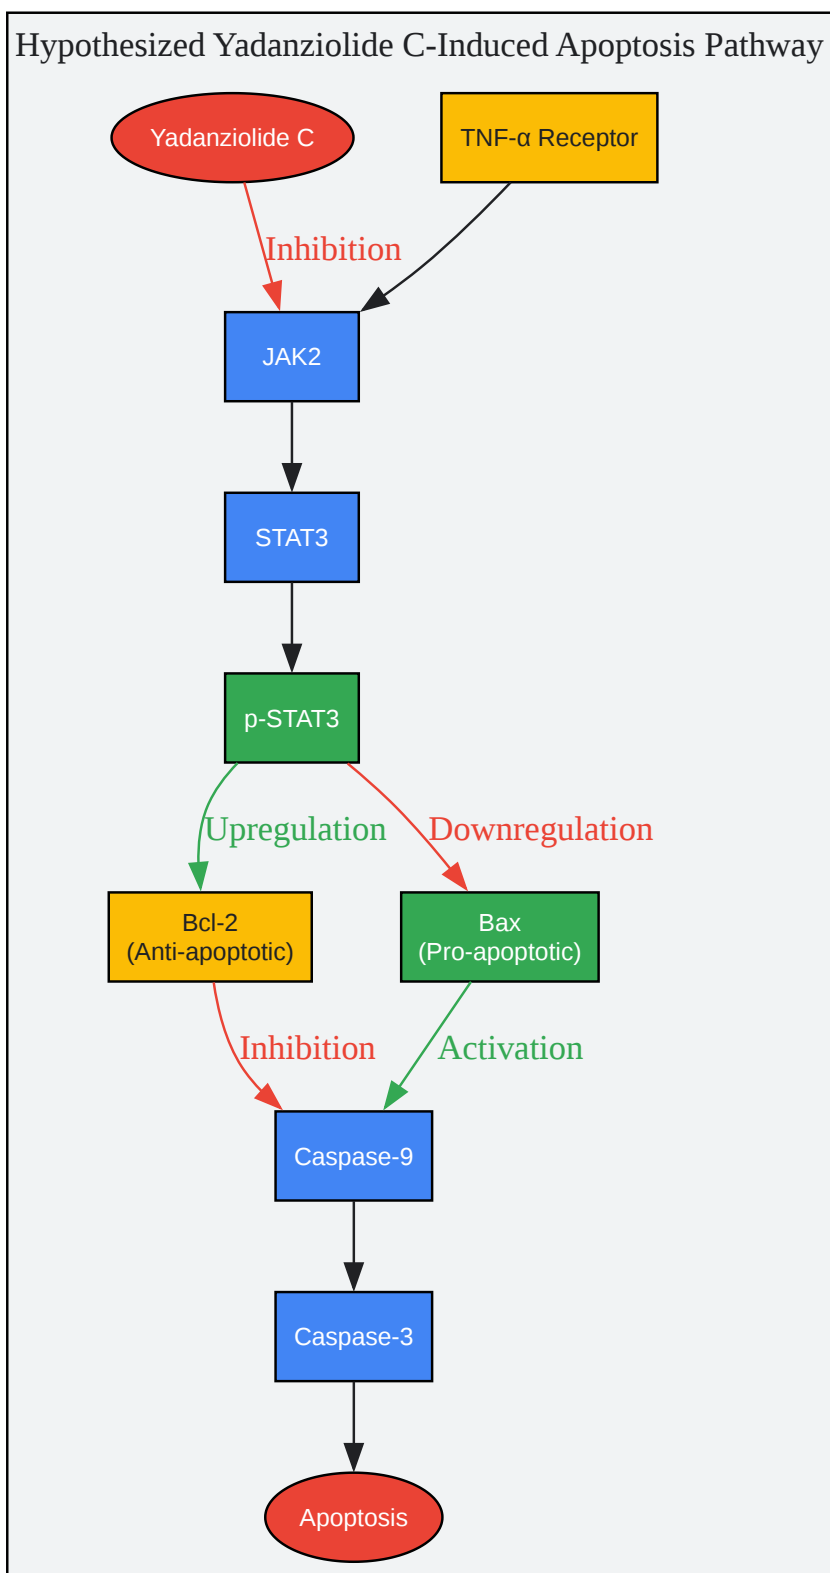 Hypothesized Yadanziolide C-Induced Apoptosis Pathway
Yadanziolide C
TNF-α Receptor
Inhibition
JAK2
STAT3
p-STAT3
Upregulation
Downregulation
Bcl-2
(Anti-apoptotic)
Bax
(Pro-apoptotic)
Inhibition
Activation
Caspase-9
Caspase-3
Apoptosis